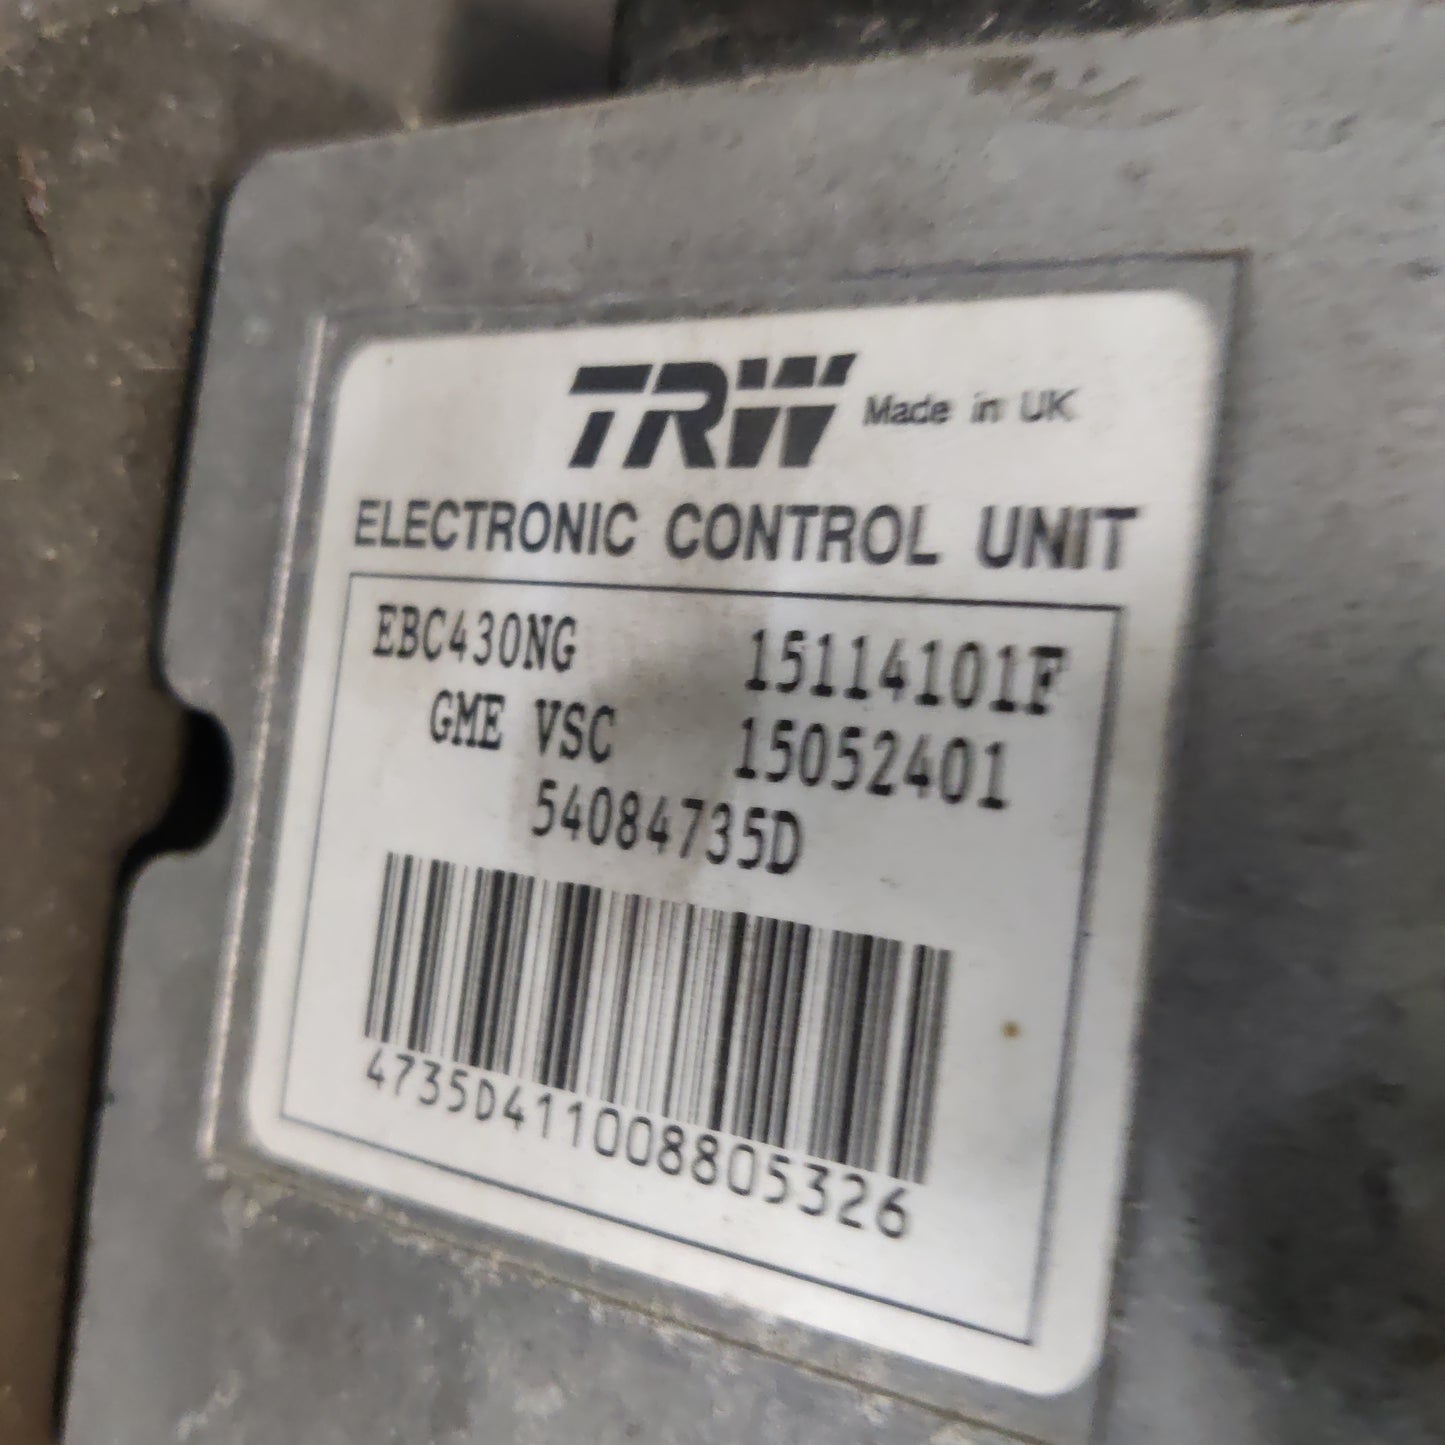 TRW Made in UK
ELECTRONIC CONTROL UNIT
EBC430NG 15114101F
GME VSC 15052401
54084735D
4735D411008805326